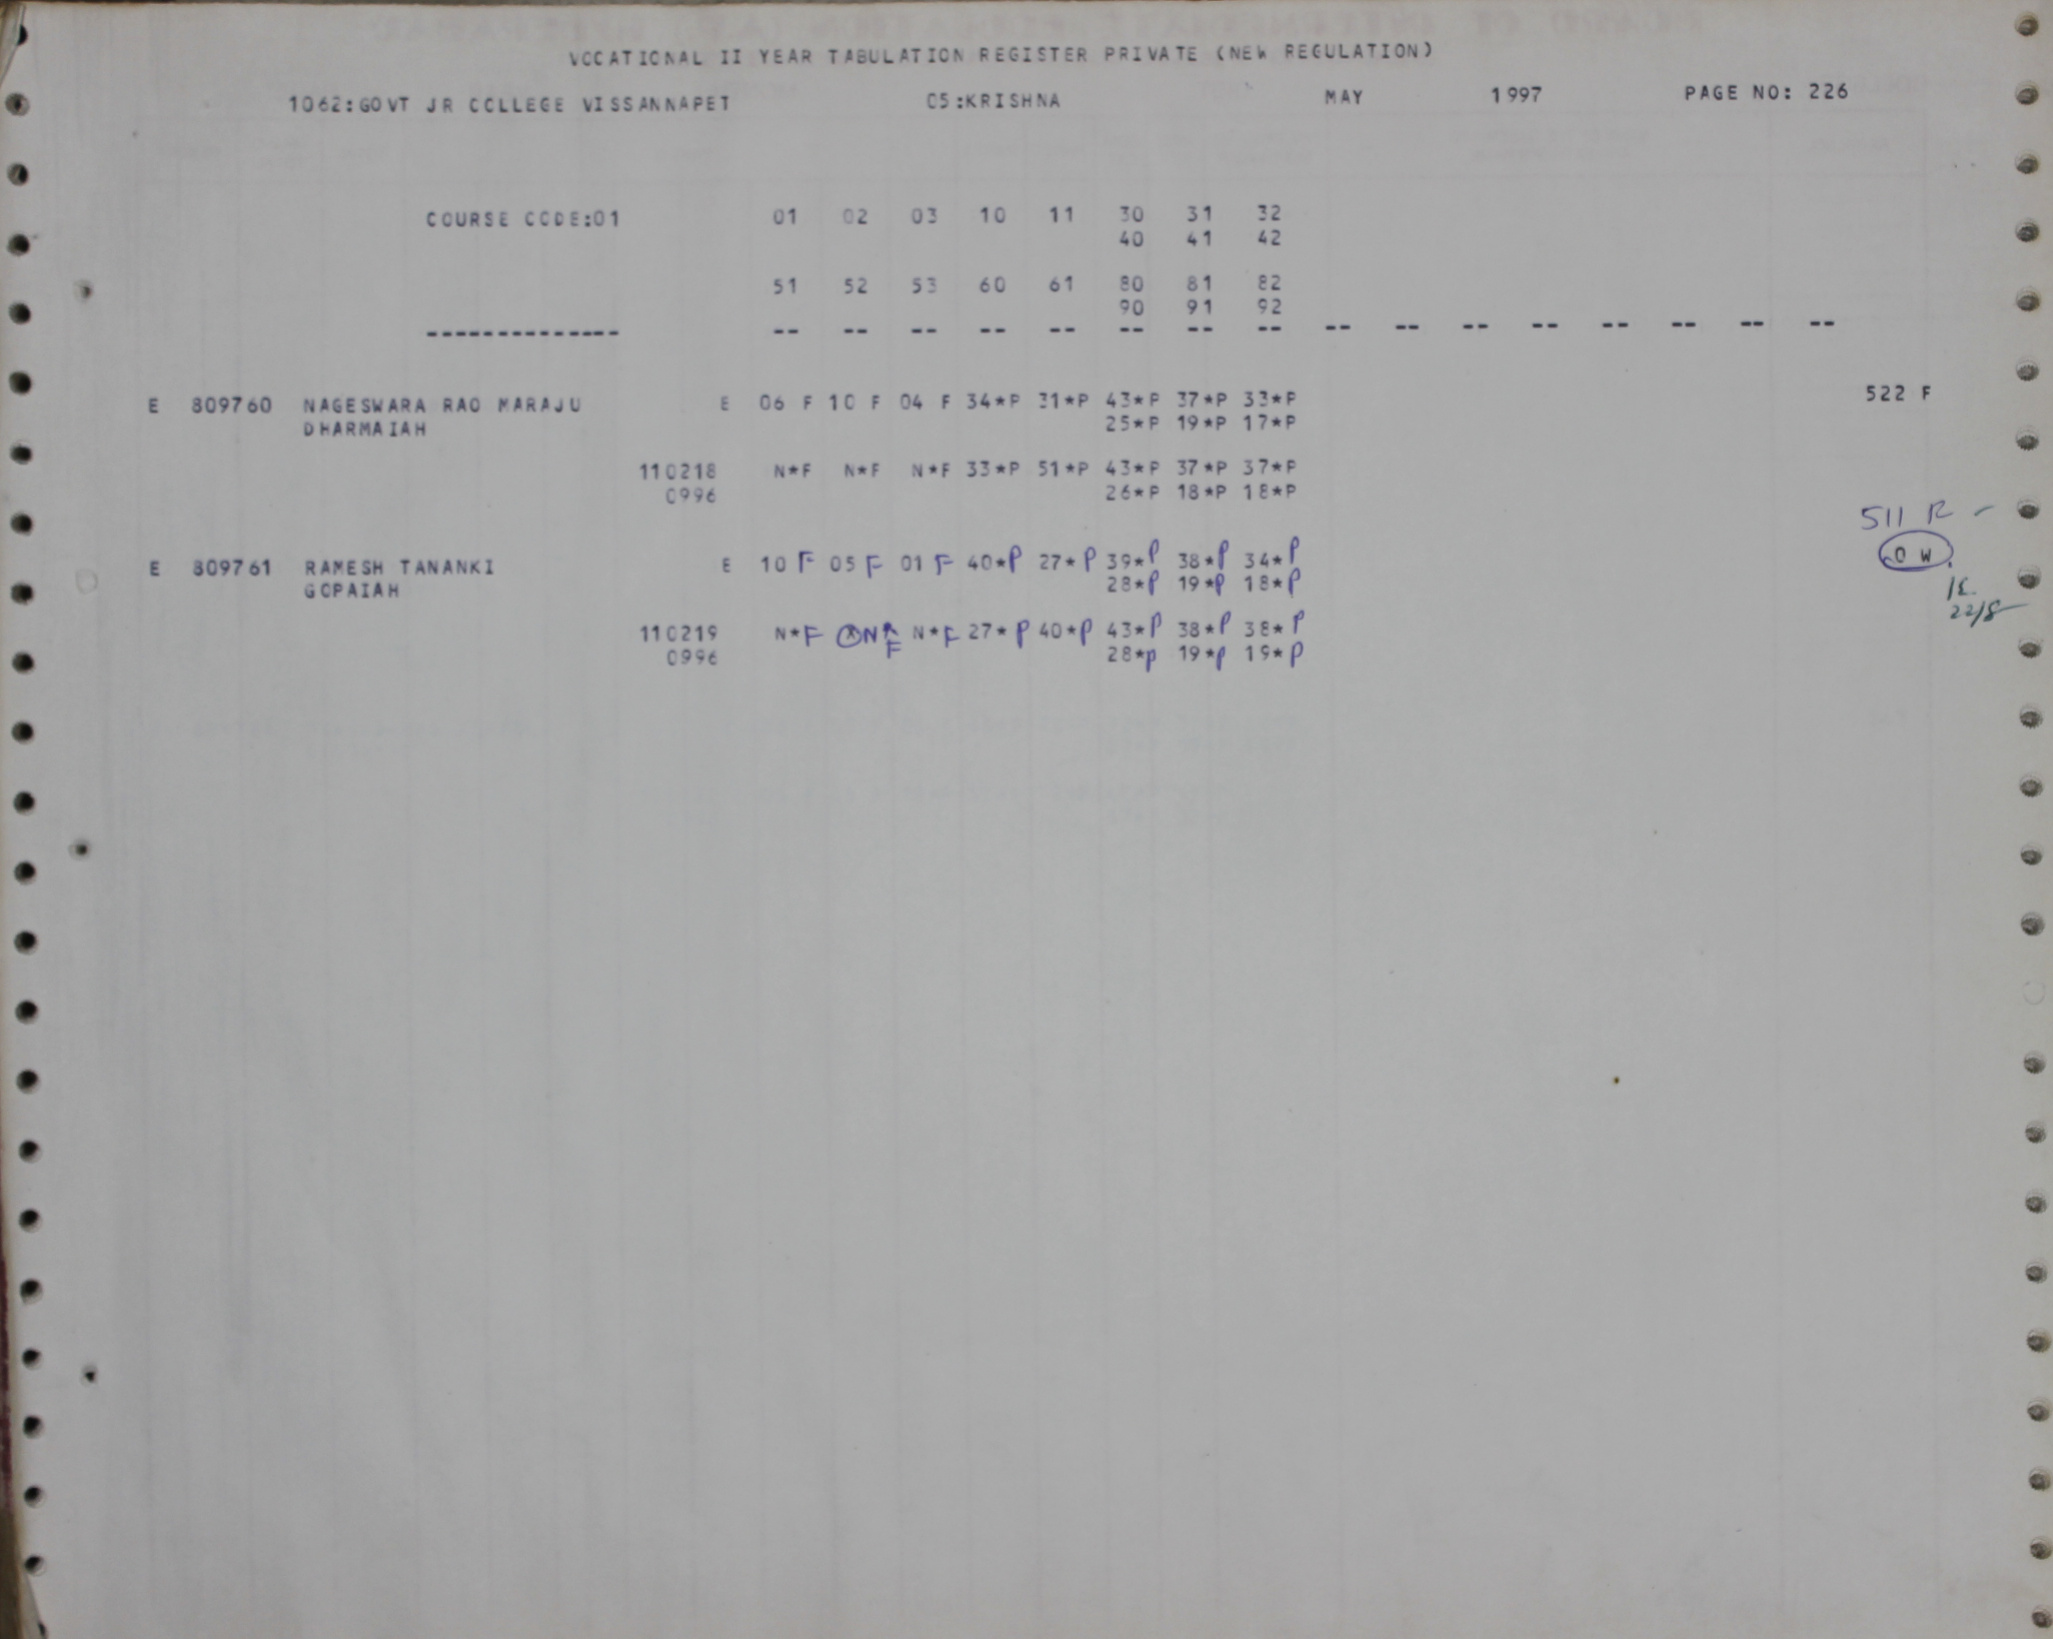 VOCATIONAL II YEAR TABULATION REGISTER PRIVATE (NEW REGULATION)
1062:GOVT JR COLLEGE VISSANNAPET 05:KRISHNA MAY 1997 PAGE NO: 226
COURSE CODE:01 01 02 03 10 11 30 31 32
40 41 42
51 52 53 60 61 80 81 82
90 91 92
-------------- -- -- -- -- -- -- -- -- -- -- -- -- -- -- -- --
E 809760 NAGESWARA RAO MARAJU E 06 F 10 F 04 F 34*P 31*P 43*P 37*P 33*P 522 F
DHARMAIAH 25*P 19*P 17*P
110218 N*F N*F N*F 33*P 51*P 43*P 37*P 37*P
0996 26*P 18*P 18*P
511 R
E 809761 RAMESH TANANKI E 10 F 05 F 01 F 40*P 27*P 39*P 38*P 34*P 0 W
GOPAIAH 28*P 19*P 18*P
22/8
110219 N*F N F N*F 27*P 40*P 43*P 38*P 38*P
0996 28*P 19*P 19*P